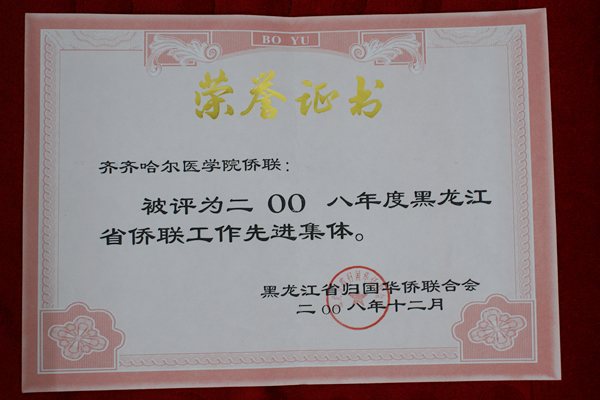 BO YU
荣誉证书
齐齐哈尔医学院侨联：
被评为二00八年度黑龙江
省侨联工作先进集体。
黑龙江省归国华侨联合会
二00八年十二月